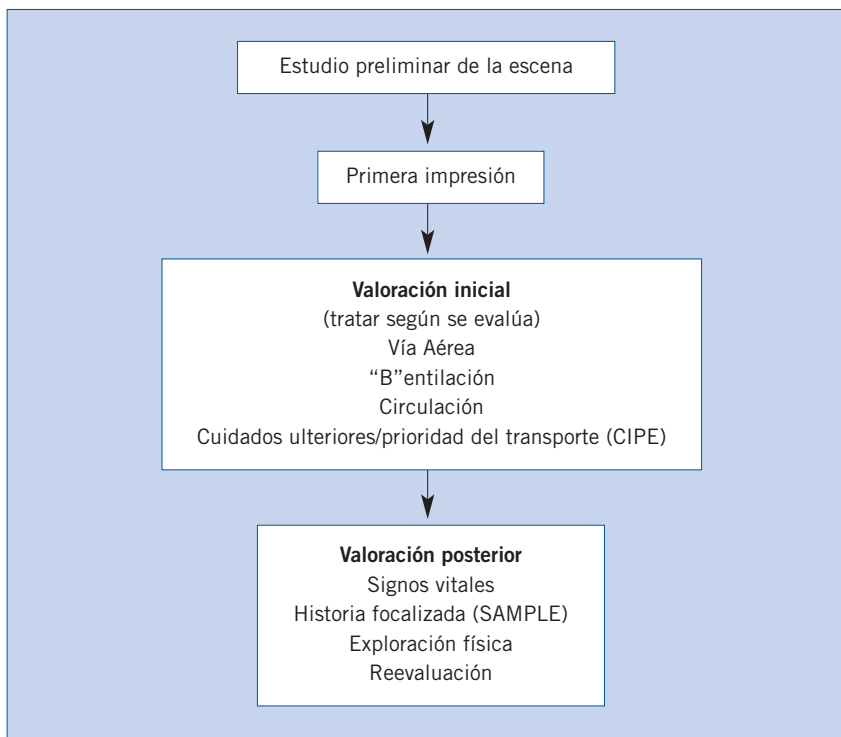 Estudio preliminar de la escena
Primera impresión
Valoración inicial
(tratar según se evalúa)
Vía Aérea
“B”entilación
Circulación
Cuidados ulteriores/prioridad del transporte (CIPE)
Valoración posterior
Signos vitales
Historia focalizada (SAMPLE)
Exploración física
Reevaluación